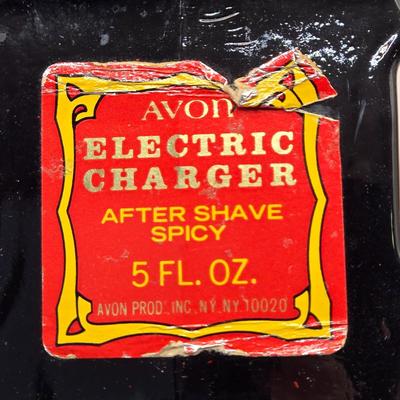 AVON
ELECTRIC
CHARGER
AFTER SHAVE
SPICY
5 FL. OZ.
AVON PROD. INC. NY. NY. 10020